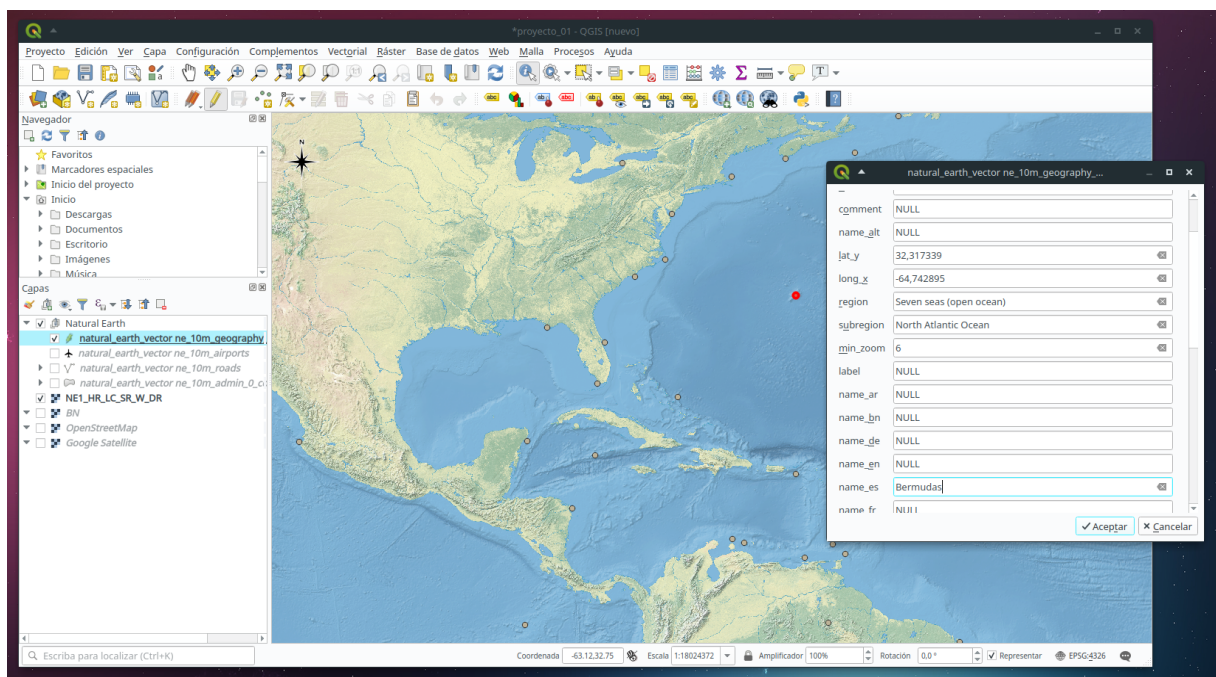 *proyecto_01 - QGIS [nuevo]
Proyecto Edición Ver Capa Configuración Complementos Vectorial Ráster Base de datos Web Malla Procesos Ayuda
Navegador
Favoritos
Marcadores espaciales
Inicio del proyecto
Inicio
Descargas
Documentos
Escritorio
Imágenes
Música
Capas
Natural Earth
natural_earth_vector ne_10m_geography
natural_earth_vector ne_10m_airports
natural_earth_vector ne_10m_roads
natural_earth_vector ne_10m_admin_0_c
NE1_HR_LC_SR_W_DR
BN
OpenStreetMap
Google Satellite
N
natural_earth_vector ne_10m_geography_...
comment NULL
name_alt NULL
lat_y 32,317339
long_x -64,742895
region Seven seas (open ocean)
subregion North Atlantic Ocean
min_zoom 6
label NULL
name_ar NULL
name_bn NULL
name_de NULL
name_en NULL
name_es Bermudas
name_fr NULL
Aceptar Cancelar
Escriba para localizar (Ctrl+K)
Coordenada -63.12,32.75 Escala 1:18024372 Amplificador 100% Rotación 0,0 ° Representar EPSG:4326